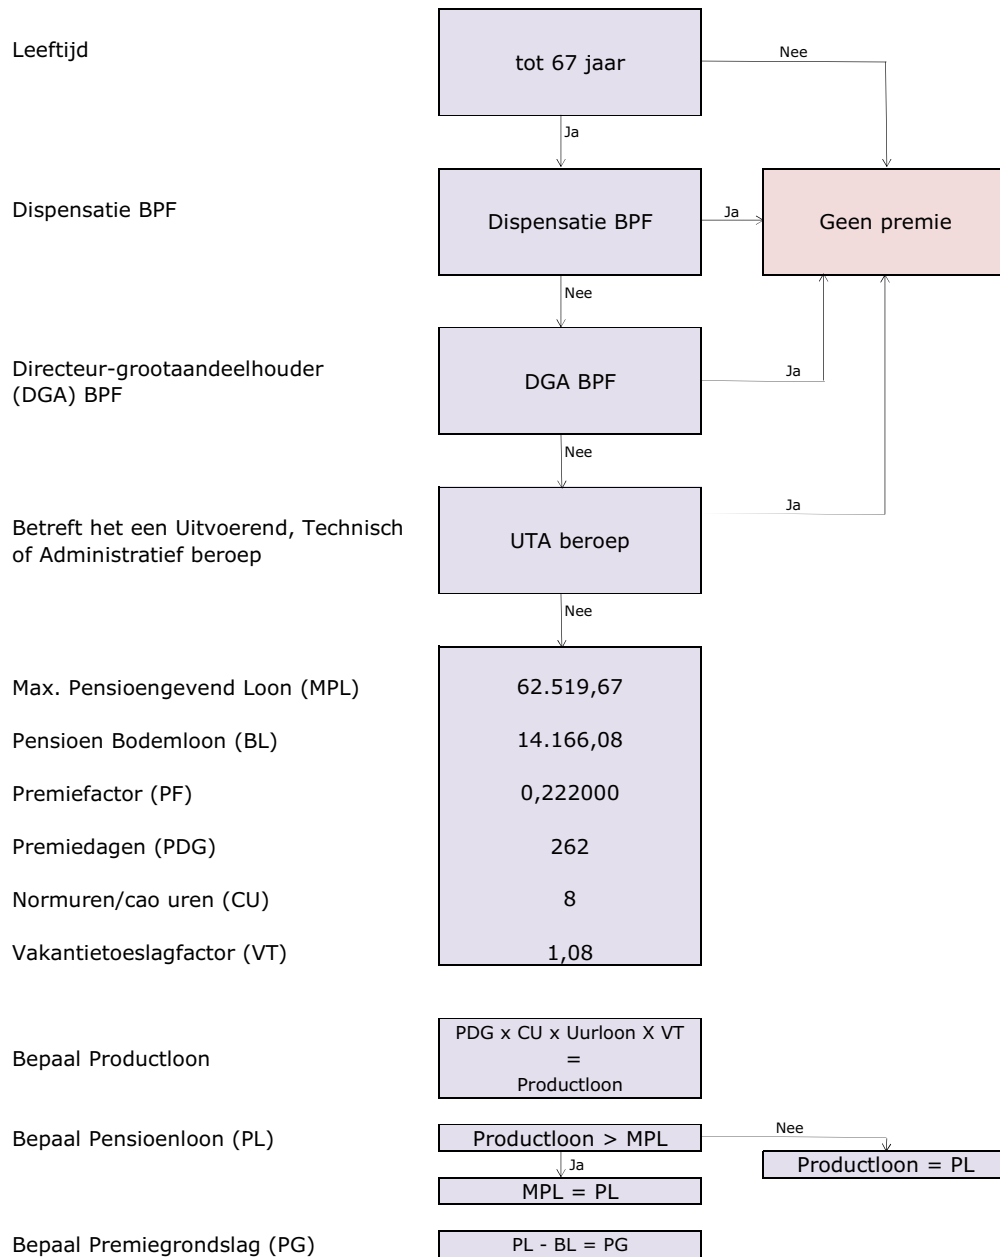 Leeftijd
tot 67 jaar
Nee
Ja
Dispensatie BPF
Dispensatie BPF
Ja
Geen premie
Nee
Directeur-grootaandeelhouder
(DGA) BPF
DGA BPF
Ja
Nee
Betreft het een Uitvoerend, Technisch
of Administratief beroep
UTA beroep
Ja
Nee
Max. Pensioengevend Loon (MPL)
62.519,67
Pensioen Bodemloon (BL)
14.166,08
Premiefactor (PF)
0,222000
Premiedagen (PDG)
262
Normuren/cao uren (CU)
8
Vakantietoeslagfactor (VT)
1,08
Bepaal Productloon
PDG x CU x Uurloon X VT
=
Productloon
Bepaal Pensioenloon (PL)
Productloon > MPL
Nee
Productloon = PL
Ja
MPL = PL
Bepaal Premiegrondslag (PG)
PL - BL = PG